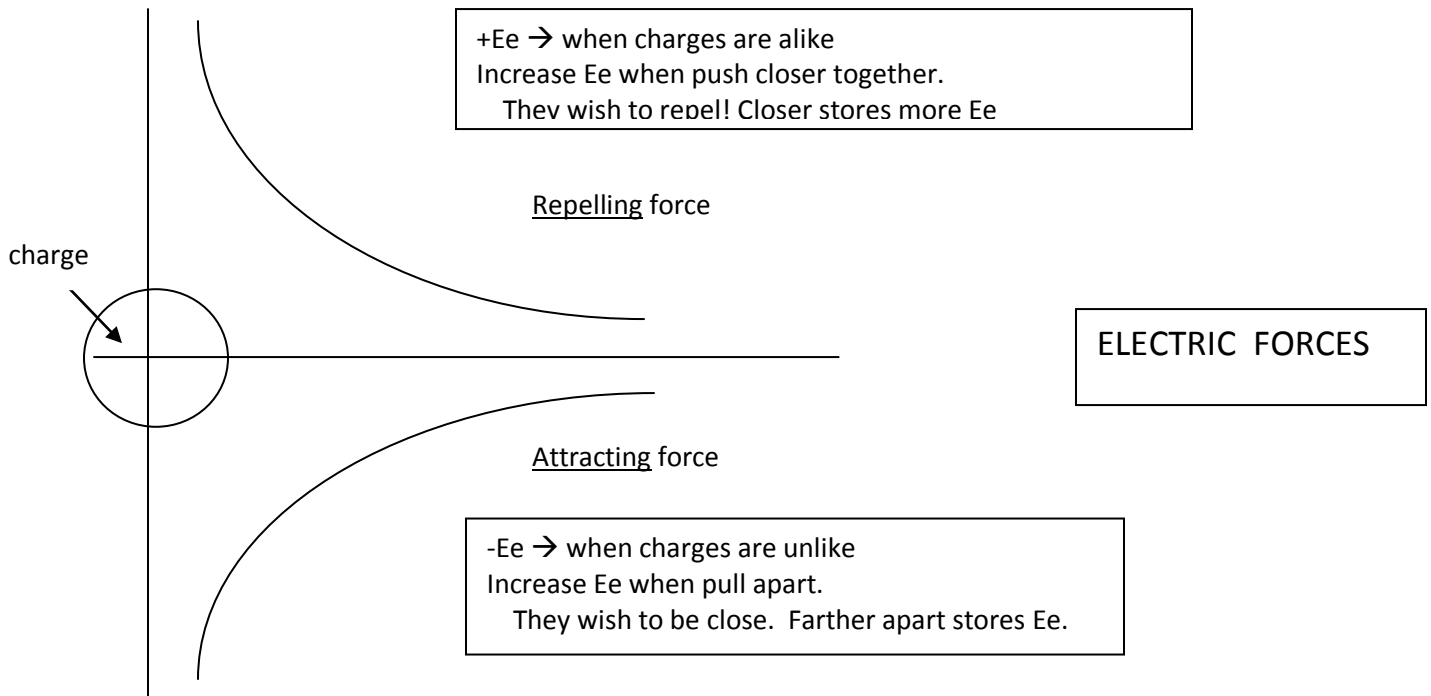 +Ee → when charges are alike
Increase Ee when push closer together.
They wish to repel! Closer stores more Ee
Repelling force
charge
ELECTRIC FORCES
Attracting force
-Ee → when charges are unlike
Increase Ee when pull apart.
They wish to be close. Farther apart stores Ee.